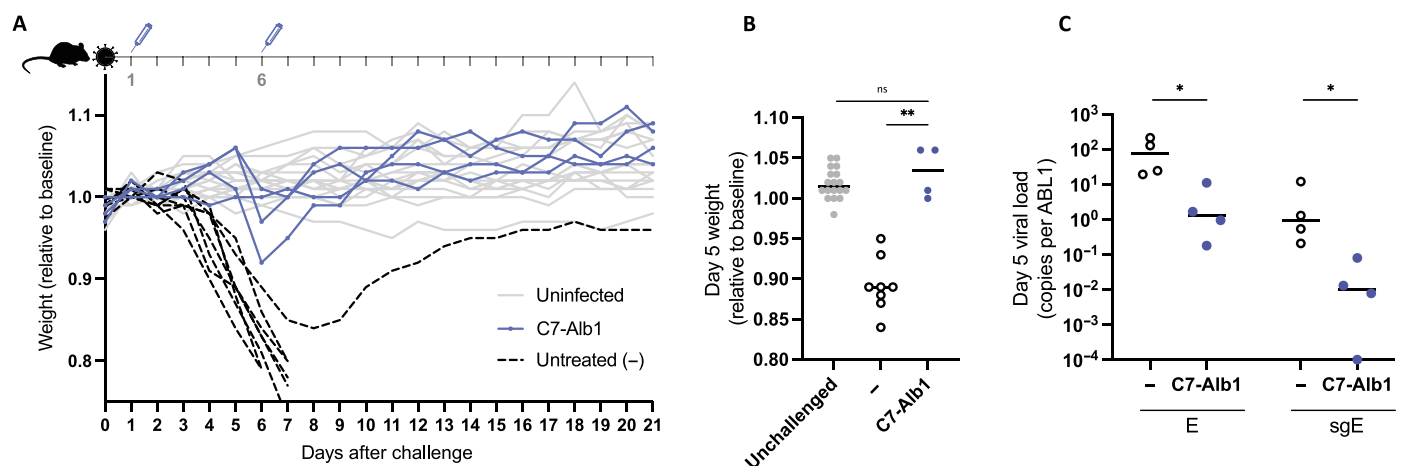 A
1 6
Weight (relative to baseline)
1.1
1.0
0.9
0.8
Uninfected
C7-Alb1
Untreated (–)
0 1 2 3 4 5 6 7 8 9 10 11 12 13 14 15 16 17 18 19 20 21
Days after challenge
B
ns
**
Day 5 weight
(relative to baseline)
1.10
1.05
1.00
0.95
0.90
0.85
0.80
Unchallenged
–
C7-Alb1
C
* *
Day 5 viral load
(copies per ABL1)
10³
10²
10¹
10⁰
10⁻¹
10⁻²
10⁻³
10⁻⁴
– C7-Alb1 – C7-Alb1
E sgE